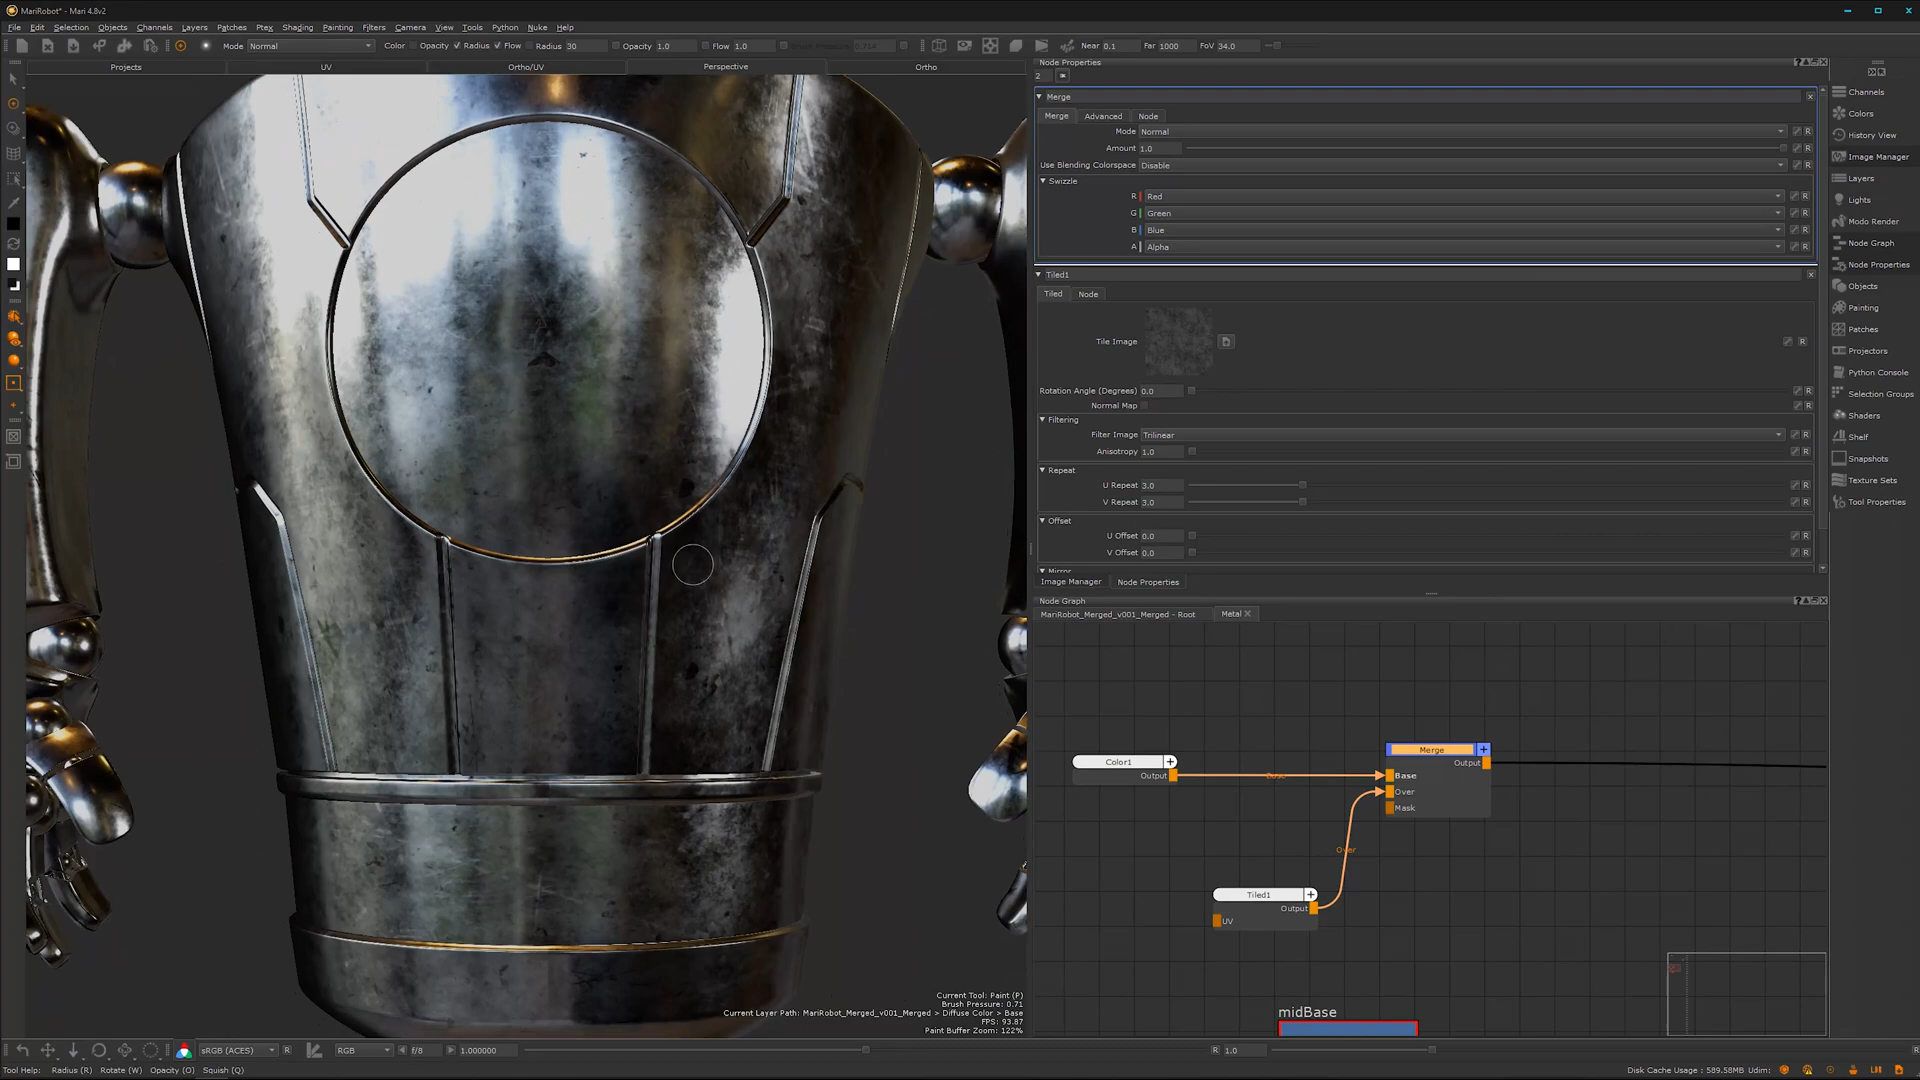 MariRobot* - Mari 4.8v2
File Edit Selection Objects Channels Layers Patches Ptex Shading Painting Filters Camera View Tools Python Nuke Help
Mode Normal Color Opacity Radius Flow Radius 30 Opacity 1.0 Flow 1.0 Near 0.1 Far 1000 FoV 34.0
Projects UV Ortho/UV Perspective Ortho
Node Properties
2
Merge
Merge Advanced Node
Mode Normal
Amount 1.0
Use Blending Colorspace Disable
Swizzle
R Red
G Green
B Blue
A Alpha
Tiled1
Tiled Node
Tile Image
Rotation Angle (Degrees) 0.0
Normal Map
Filtering
Filter Image Trilinear
Anisotropy 1.0
Repeat
U Repeat 3.0
V Repeat 3.0
Offset
U Offset 0.0
V Offset 0.0
Mirror
Image Manager Node Properties
Node Graph
MariRobot_Merged_v001_Merged - Root Metal
Color1
Output
Base
Merge
Output
Base
Over
Mask
Over
Tiled1
Output
UV
midBase
Channels
Colors
History View
Image Manager
Layers
Lights
Modo Render
Node Graph
Node Properties
Objects
Painting
Patches
Projectors
Python Console
Selection Groups
Shaders
Shelf
Snapshots
Texture Sets
Tool Properties
Current Tool: Paint (P)
Brush Pressure: 0.71
Current Layer Path: MariRobot_Merged_v001_Merged > Diffuse Color > Base
FPS: 93.87
Paint Buffer Zoom: 122%
sRGB (ACES) R RGB f/8 1.000000 R 1.0 R
Tool Help: Radius (R) Rotate (W) Opacity (O) Squish (Q)
Disk Cache Usage : 589.58MB Udim: